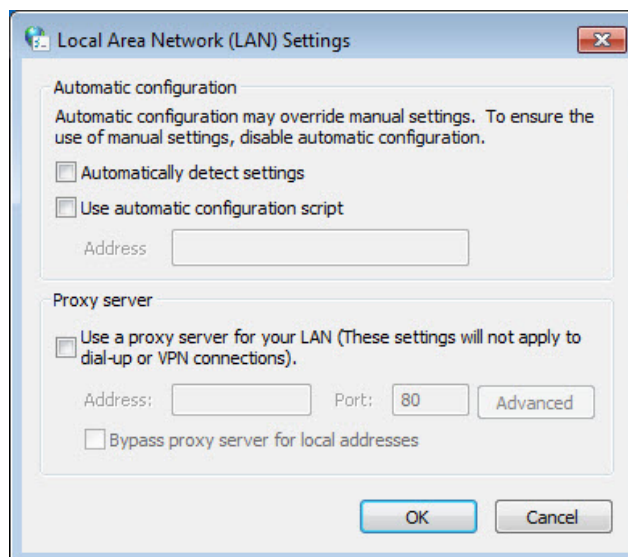 Local Area Network (LAN) Settings
Automatic configuration
Automatic configuration may override manual settings. To ensure the
use of manual settings, disable automatic configuration.
Automatically detect settings
Use automatic configuration script
Address
Proxy server
Use a proxy server for your LAN (These settings will not apply to
dial-up or VPN connections).
Address: Port: 80 Advanced
Bypass proxy server for local addresses
OK Cancel